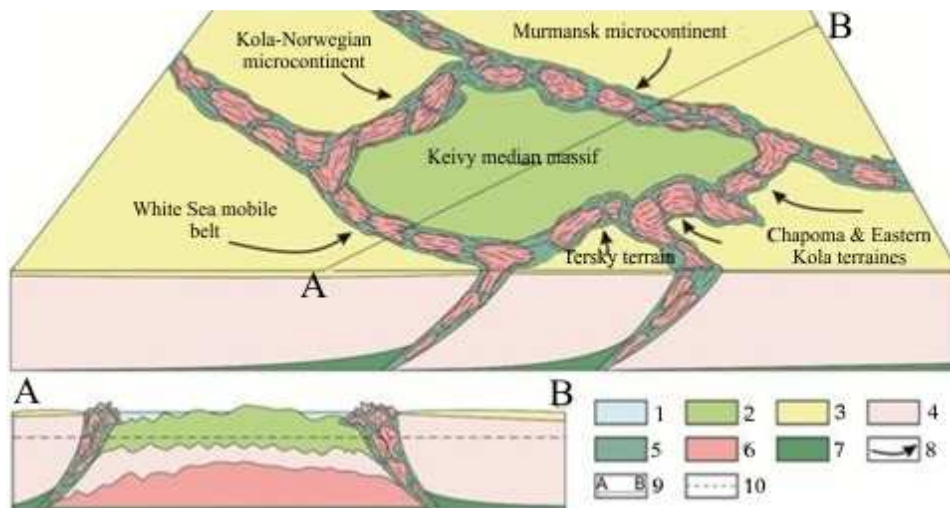 B
Kola-Norwegian
microcontinent
Murmansk microcontinent
Keivy median massif
White Sea mobile
belt
Tersky terrain
Chapoma & Eastern
Kola terraines
A
A
B
1 2 3 4
5 6 7 8
A B 9 10